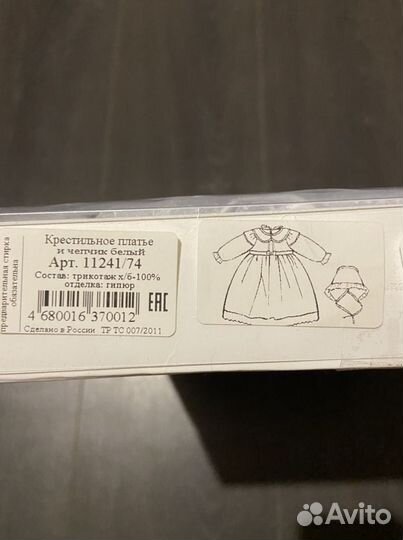 Крестильное платье
и чепчик белый
Арт. 11241/74
Состав: трикотаж х/б-100%
отделка: гипюр
EAC
4 680016 370012
Сделано в России ТР ТС 007/2011
предварительная стирка
обязательна
Avito